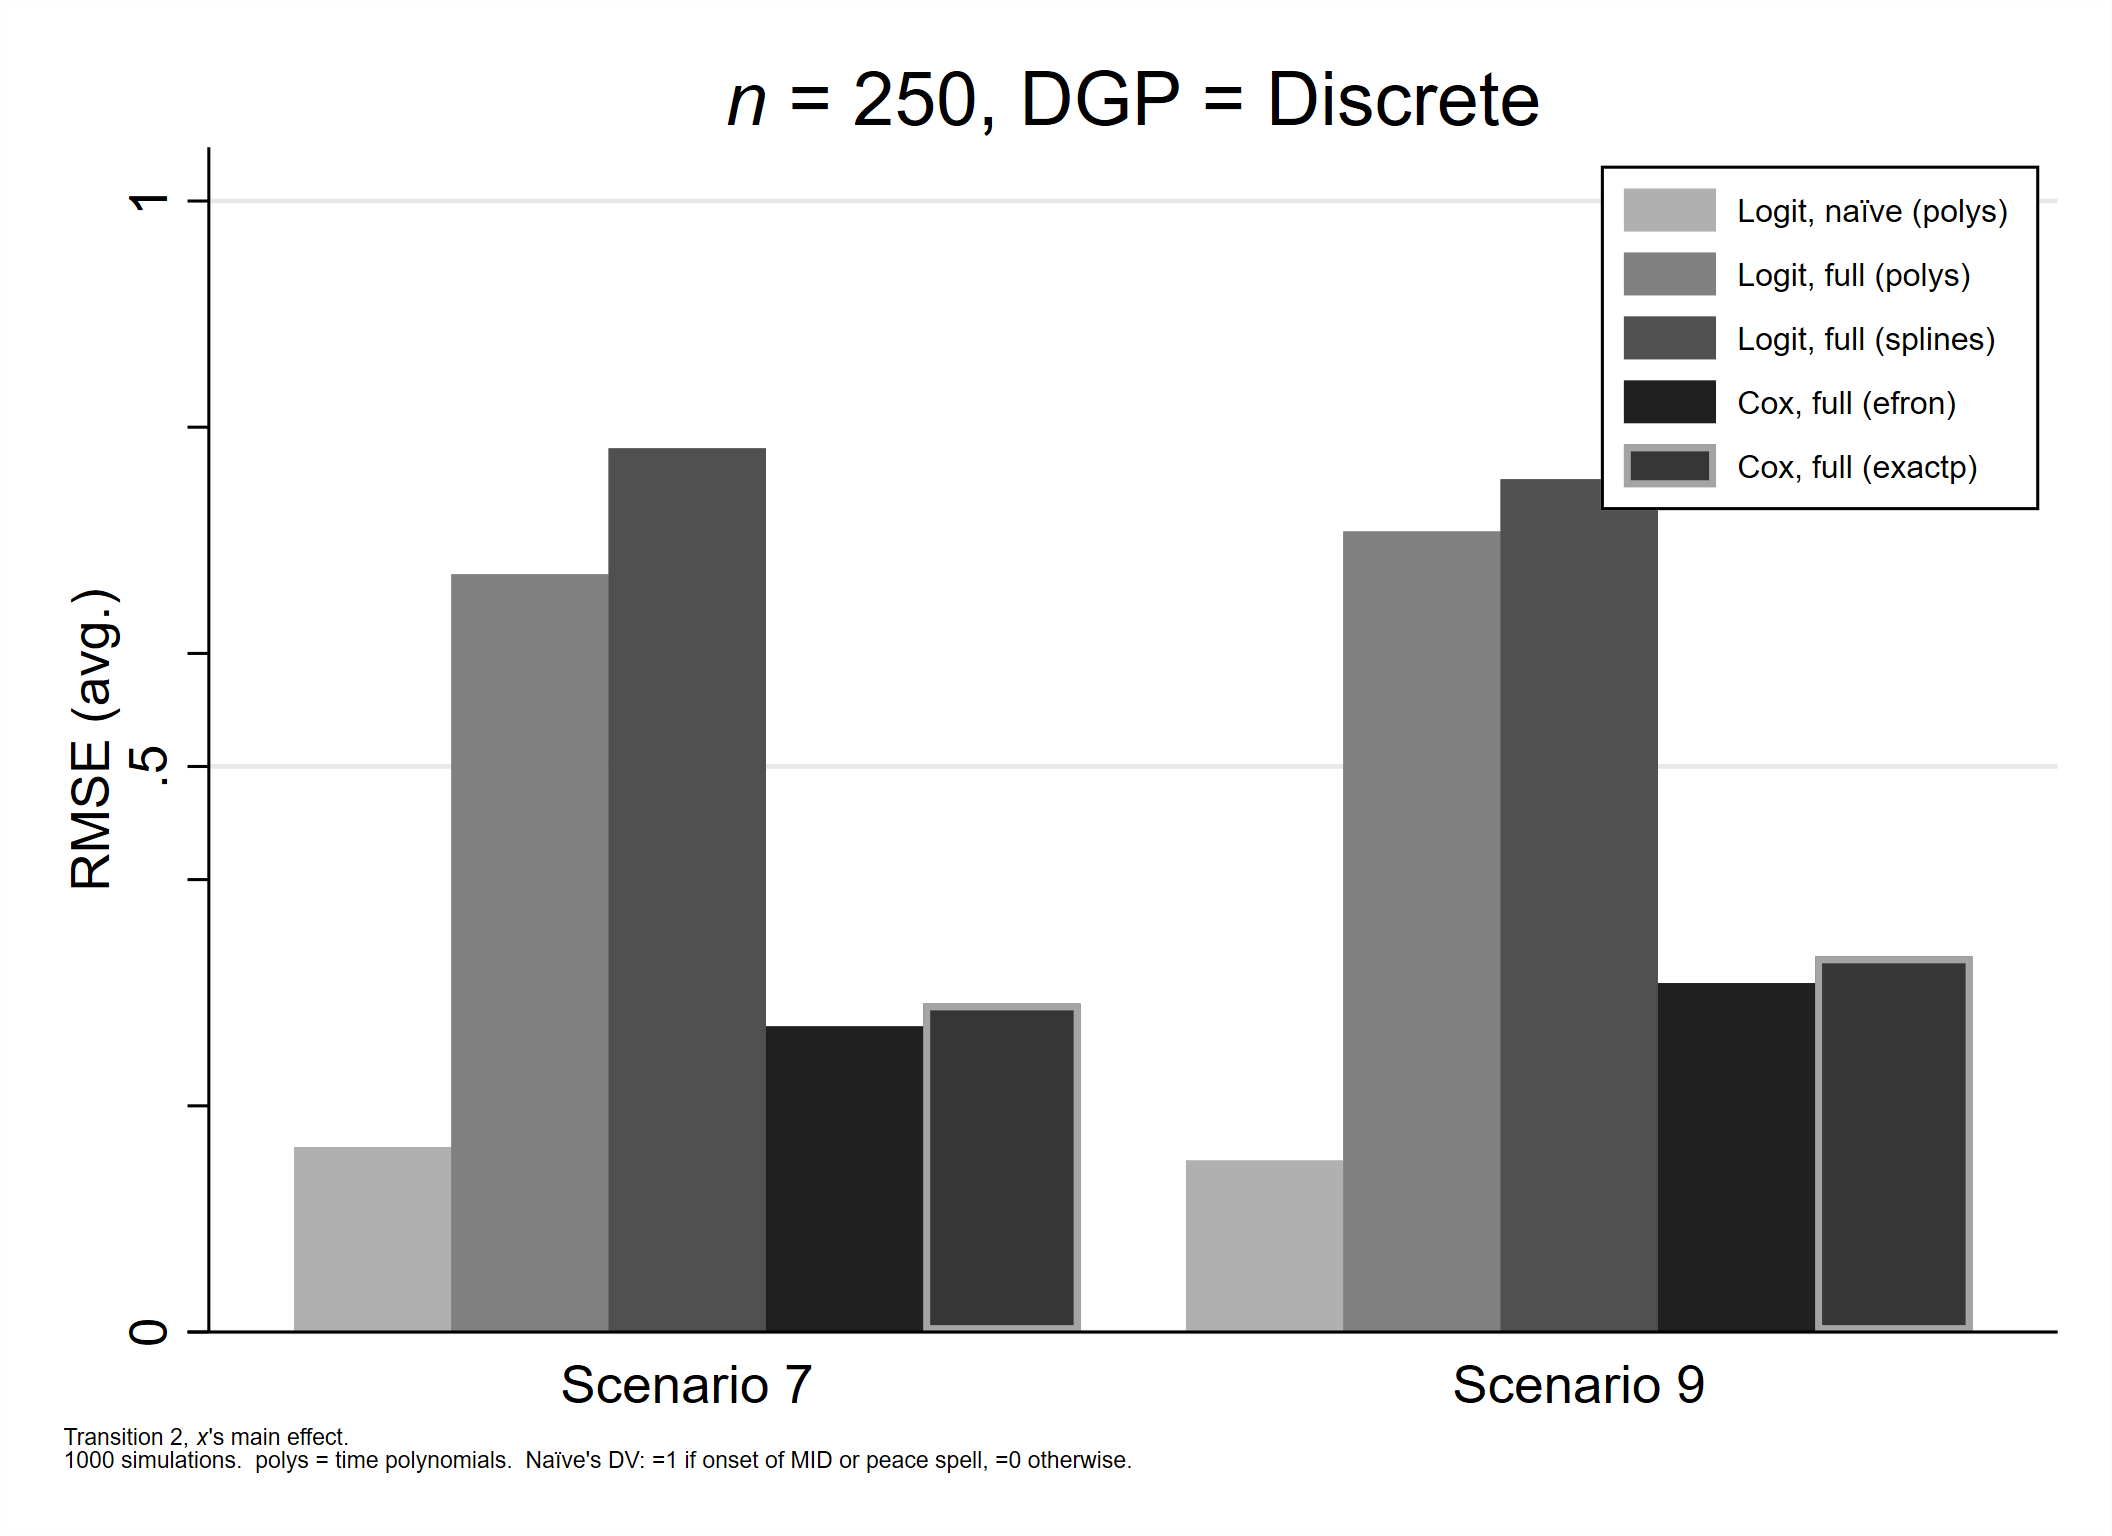 n = 250, DGP = Discrete
1
.5
0
RMSE (avg.)
Logit, naïve (polys)
Logit, full (polys)
Logit, full (splines)
Cox, full (efron)
Cox, full (exactp)
Scenario 7
Scenario 9
Transition 2, x's main effect.
1000 simulations.  polys = time polynomials.  Naïve's DV: =1 if onset of MID or peace spell, =0 otherwise.